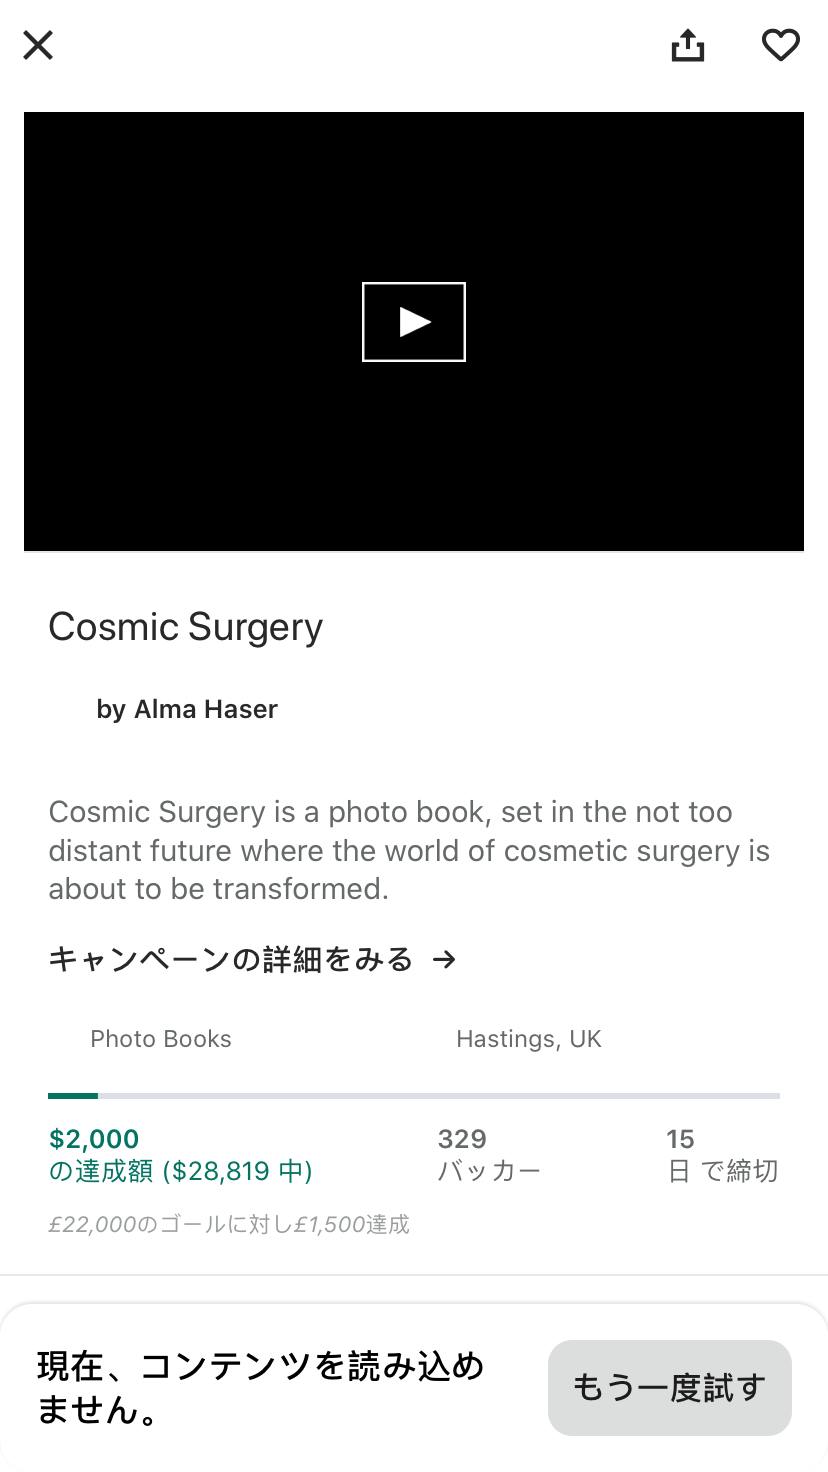 Cosmic Surgery
by Alma Haser
Cosmic Surgery is a photo book, set in the not too
distant future where the world of cosmetic surgery is
about to be transformed.
キャンペーンの詳細をみる →
Photo Books
Hastings, UK
$2,000
の達成額 ($28,819 中)
329
バッカー
15
日 で締切
£22,000のゴールに対し£1,500達成
現在、コンテンツを読み込め
ません。
もう一度試す